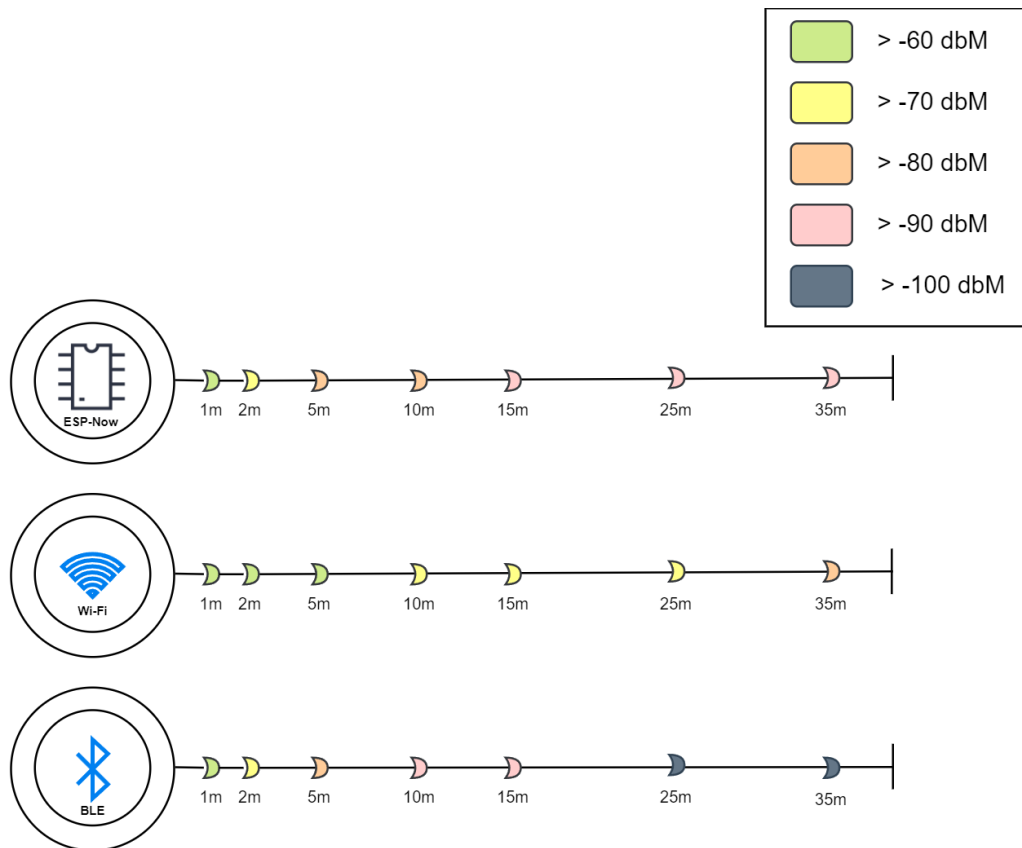 > -60 dbM
> -70 dbM
> -80 dbM
> -90 dbM
> -100 dbM
ESP-Now
1m 2m 5m 10m 15m 25m 35m
Wi-Fi
1m 2m 5m 10m 15m 25m 35m
BLE
1m 2m 5m 10m 15m 25m 35m